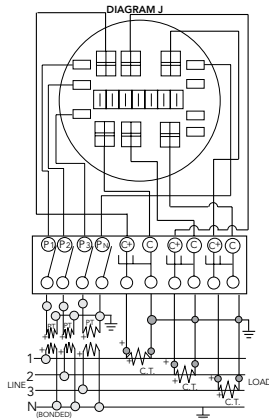 DIAGRAM J
P1 P2 P3 PN C+ C C+ C C+ C
PT PT PT
+ + +
+ + +
1
2
LINE
3
N
(BONDED)
+ + C.T.
+ + C.T.
+ + C.T.
LOAD